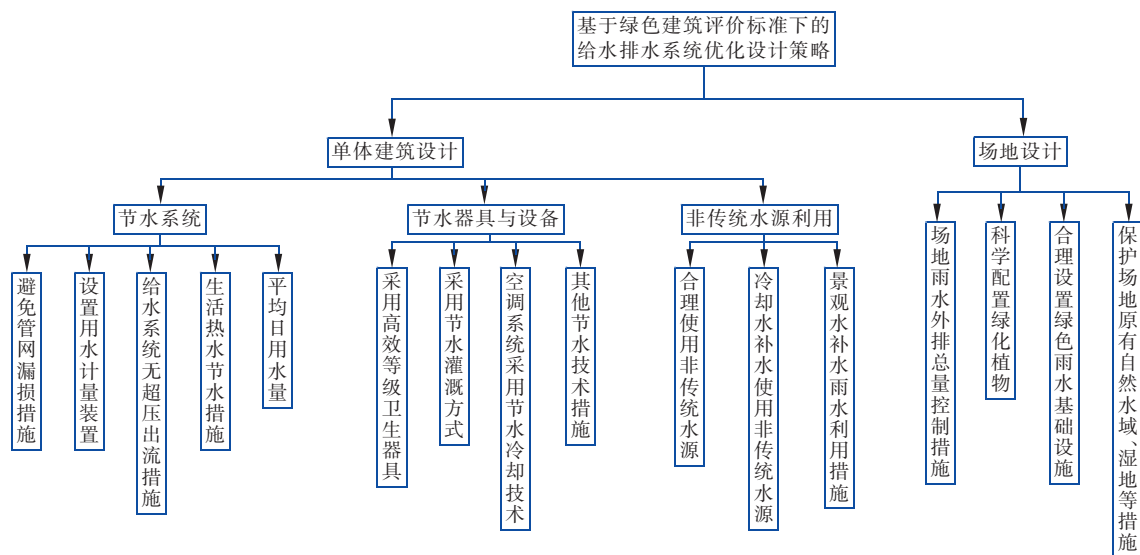 基于绿色建筑评价标准下的
给水排水系统优化设计策略
单体建筑设计
场地设计
节水系统
节水器具与设备
非传统水源利用
避免管网漏损措施
设置用水计量装置
给水系统无超压出流措施
生活热水节水措施
平均日用水量
采用高效等级卫生器具
采用节水灌溉方式
空调系统采用节水冷却技术
其他节水技术措施
合理使用非传统水源
冷却水补水使用非传统水源
景观水补水雨水利用措施
场地雨水外排总量控制措施
科学配置绿化植物
合理设置绿色雨水基础设施
保护场地原有自然水域、湿地等措施